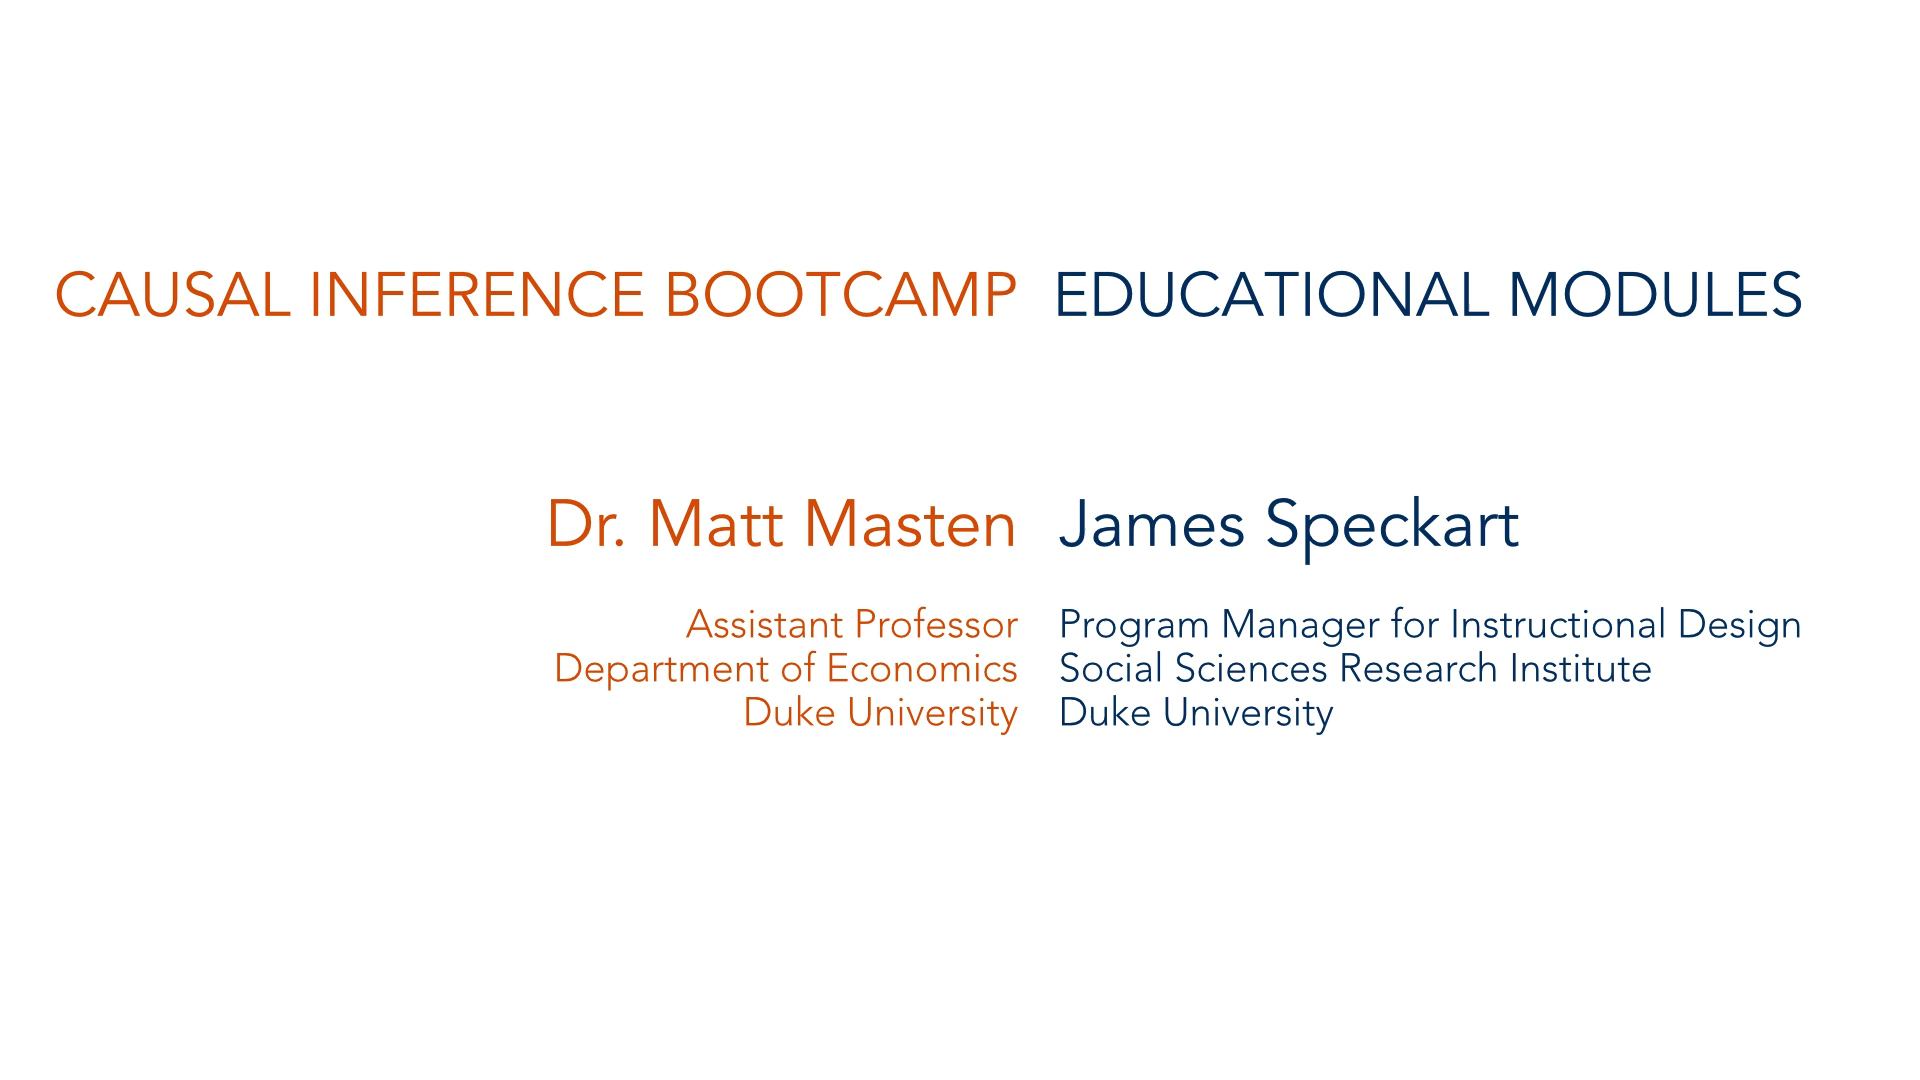 CAUSAL INFERENCE BOOTCAMP EDUCATIONAL MODULES
Dr. Matt Masten
Assistant Professor
Department of Economics
Duke University
James Speckart
Program Manager for Instructional Design
Social Sciences Research Institute
Duke University